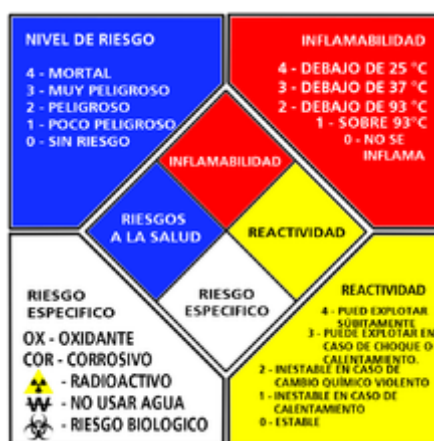 NIVEL DE RIESGO
4 - MORTAL
3 - MUY PELIGROSO
2 - PELIGROSO
1 - POCO PELIGROSO
0 - SIN RIESGO
INFLAMABILIDAD
4 - DEBAJO DE 25 °C
3 - DEBAJO DE 37 °C
2 - DEBAJO DE 93 °C
1 - SOBRE 93°C
0 - NO SE
INFLAMA
INFLAMABILIDAD
RIESGOS
A LA SALUD
REACTIVIDAD
RIESGO
ESPECIFICO
RIESGO
ESPECIFICO
OX - OXIDANTE
COR - CORROSIVO
- RADIOACTIVO
W - NO USAR AGUA
- RIESGO BIOLOGICO
REACTIVIDAD
4 - PUED EXPLOTAR
SÚBITAMENTE
3 - PUEDE EXPLOTAR EN
CASO DE CHOQUE O
CALENTAMIENTO.
2 - INESTABLE EN CASO DE
CAMBIO QUÍMICO VIOLENTO
1 - INESTABLE EN CASO DE
CALENTAMIENTO
0 - ESTABLE